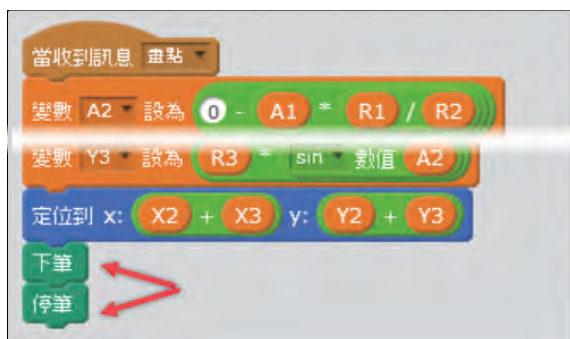 當收到訊息 畫點
變數 A2 設為 0 - A1 * R1 / R2
變數 Y3 設為 R3 * sin 數值 A2
定位到 x: X2 + X3 y: Y2 + Y3
下筆
停筆